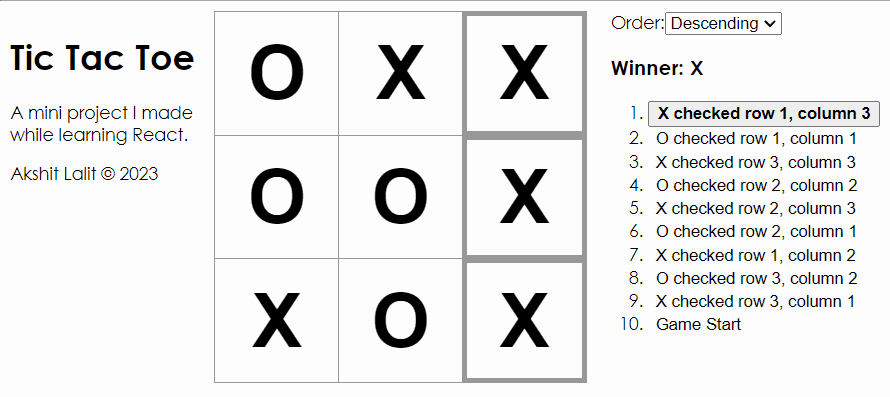 Tic Tac Toe
A mini project I made
while learning React.
Akshit Lalit © 2023
O X X
O O X
X O X
Order: Descending
Winner: X
1. X checked row 1, column 3
2. O checked row 1, column 1
3. X checked row 3, column 3
4. O checked row 2, column 2
5. X checked row 2, column 3
6. O checked row 2, column 1
7. X checked row 1, column 2
8. O checked row 3, column 2
9. X checked row 3, column 1
10. Game Start